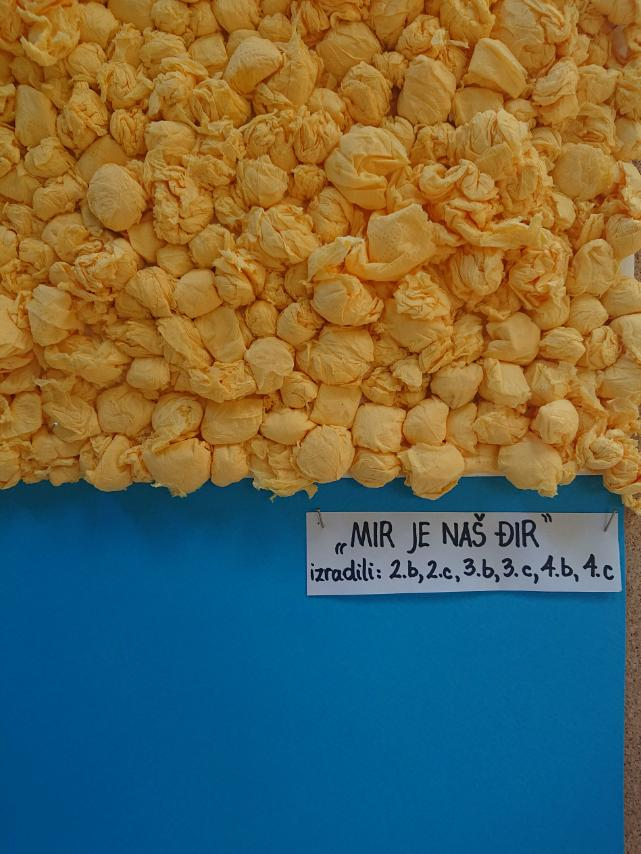 „MIR JE NAŠ ĐIR”
izradili: 2.b, 2.c, 3.b, 3.c, 4.b, 4.c